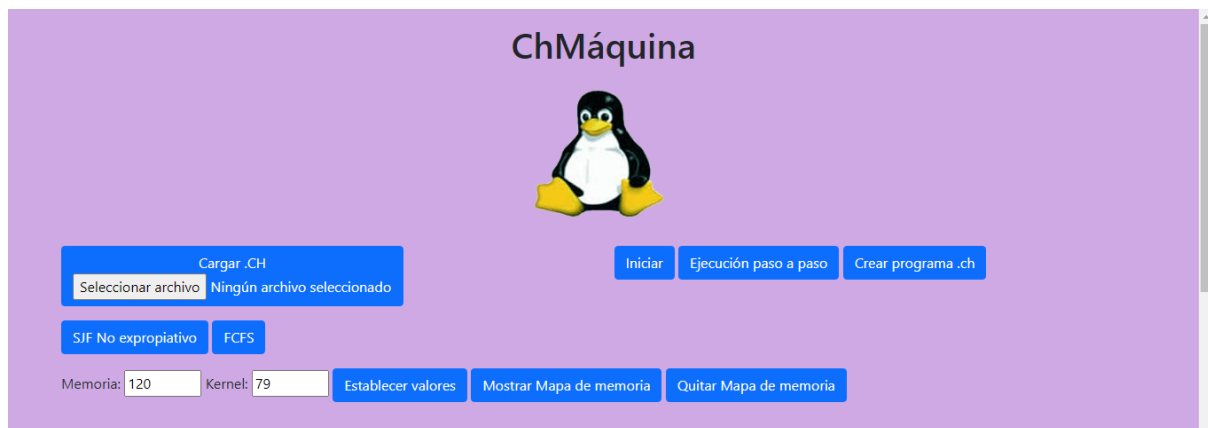 ChMáquina
Cargar .CH
Seleccionar archivo Ningún archivo seleccionado
Iniciar Ejecución paso a paso Crear programa .ch
SJF No expropiativo FCFS
Memoria: 120 Kernel: 79 Establecer valores Mostrar Mapa de memoria Quitar Mapa de memoria